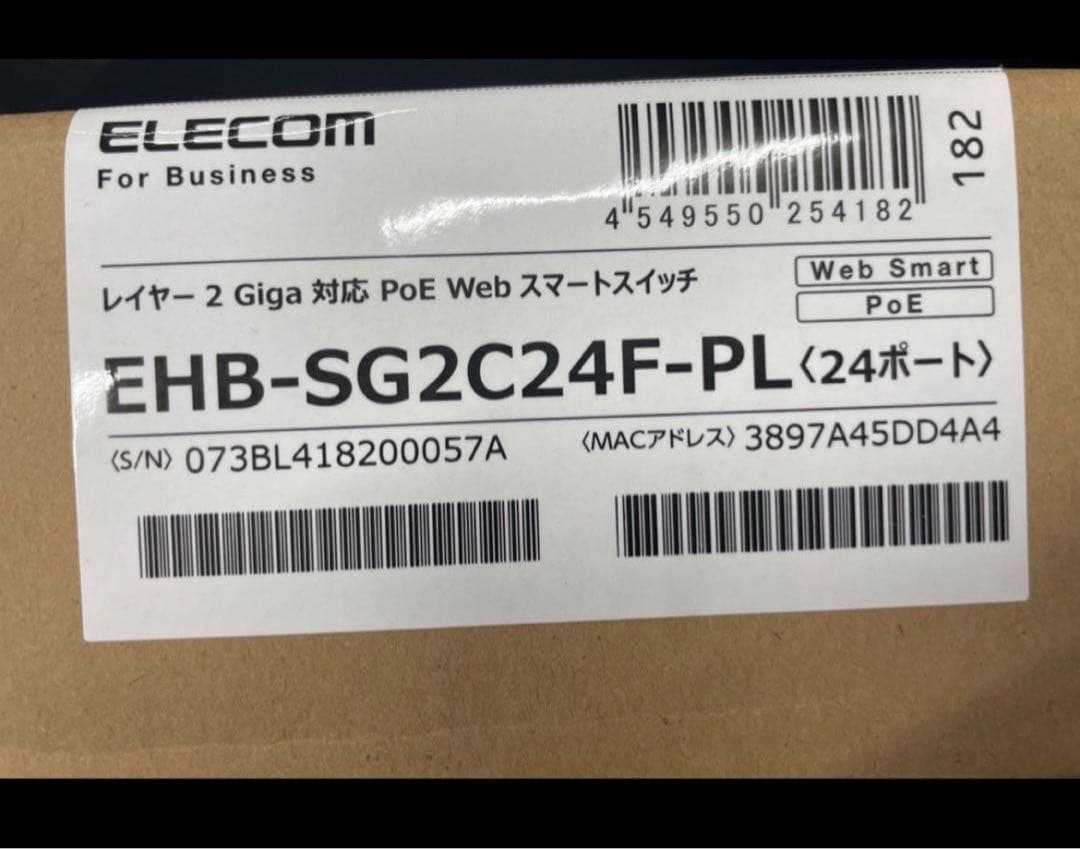 ELECOM
For Business
4 549550 254182
182
レイヤー 2 Giga 対応 PoE Web スマートスイッチ
Web Smart
PoE
EHB-SG2C24F-PL〈24ポート〉
〈S/N〉 073BL418200057A
〈MACアドレス〉 3897A45DD4A4